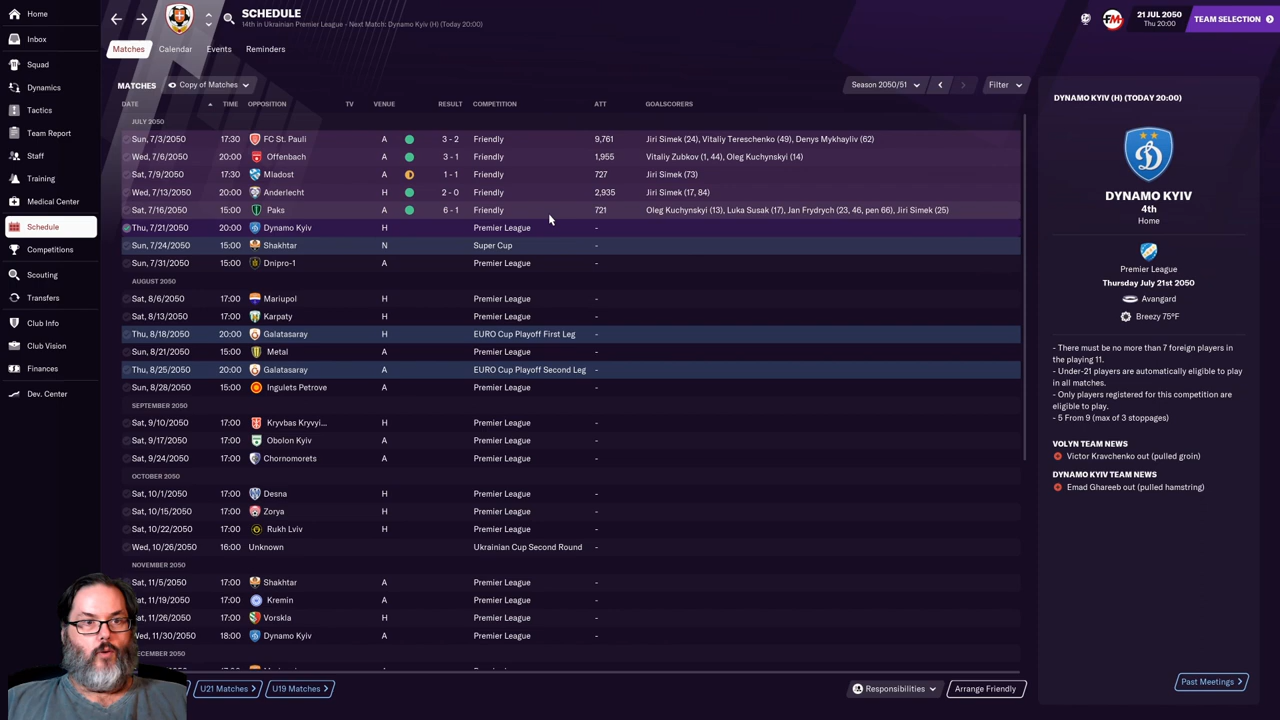 Home
Inbox
Squad
Dynamics
Tactics
Team Report
Staff
Training
Medical Center
Schedule
Competitions
Scouting
Transfers
Club Info
Club Vision
Finances
Dev. Center
SCHEDULE
14th in Ukrainian Premier League - Next Match: Dynamo Kyiv (H) (Today 20:00)
FM
21 JUL 2050
Thu 20:00
TEAM SELECTION
Matches Calendar Events Reminders
MATCHES Copy of Matches Season 2050/51 Filter
DATE TIME OPPOSITION TV VENUE RESULT COMPETITION ATT GOALSCORERS
JULY 2050
Sun, 7/3/2050 17:30 FC St. Pauli A 3 - 2 Friendly 9,761 Jiri Simek (24), Vitaliy Tereschenko (49), Denys Mykhayliv (62)
Wed, 7/6/2050 20:00 Offenbach A 3 - 1 Friendly 1,955 Vitaliy Zubkov (1, 44), Oleg Kuchynskyi (14)
Sat, 7/9/2050 17:30 Mladost A 1 - 1 Friendly 727 Jiri Simek (73)
Wed, 7/13/2050 20:00 Anderlecht H 2 - 0 Friendly 2,935 Jiri Simek (17, 84)
Sat, 7/16/2050 15:00 Paks A 6 - 1 Friendly 721 Oleg Kuchynskyi (13), Luka Susak (17), Jan Frydrych (23, 46, pen 66), Jiri Simek (25)
Thu, 7/21/2050 20:00 Dynamo Kyiv H Premier League -
Sun, 7/24/2050 15:00 Shakhtar N Super Cup -
Sun, 7/31/2050 15:00 Dnipro-1 A Premier League -
AUGUST 2050
Sat, 8/6/2050 17:00 Mariupol H Premier League -
Sat, 8/13/2050 17:00 Karpaty H Premier League -
Thu, 8/18/2050 20:00 Galatasaray H EURO Cup Playoff First Leg -
Sun, 8/21/2050 15:00 Metal A Premier League -
Thu, 8/25/2050 20:00 Galatasaray A EURO Cup Playoff Second Leg -
Sun, 8/28/2050 15:00 Ingulets Petrove A Premier League -
SEPTEMBER 2050
Sat, 9/10/2050 17:00 Kryvbas Kryvyi... H Premier League -
Sat, 9/17/2050 17:00 Obolon Kyiv A Premier League -
Sat, 9/24/2050 17:00 Chornomorets A Premier League -
OCTOBER 2050
Sat, 10/1/2050 17:00 Desna H Premier League -
Sat, 10/15/2050 17:00 Zorya H Premier League -
Sat, 10/22/2050 17:00 Rukh Lviv H Premier League -
Wed, 10/26/2050 16:00 Unknown Ukrainian Cup Second Round -
NOVEMBER 2050
Sat, 11/5/2050 17:00 Shakhtar A Premier League -
Sat, 11/19/2050 17:00 Kremin A Premier League -
Sat, 11/26/2050 17:00 Vorskla H Premier League -
Wed, 11/30/2050 18:00 Dynamo Kyiv A Premier League -
U21 Matches U19 Matches Responsibilities Arrange Friendly
DYNAMO KYIV (H) (TODAY 20:00)
DYNAMO KYIV
4th
Home
Premier League
Thursday July 21st 2050
Avangard
Breezy 75°F
- There must be no more than 7 foreign players in
the playing 11.
- Under-21 players are automatically eligible to play
in all matches.
- Only players registered for this competition are
eligible to play.
- 5 From 9 (max of 3 stoppages)
VOLYN TEAM NEWS
Victor Kravchenko out (pulled groin)
DYNAMO KYIV TEAM NEWS
Emad Ghareeb out (pulled hamstring)
Past Meetings